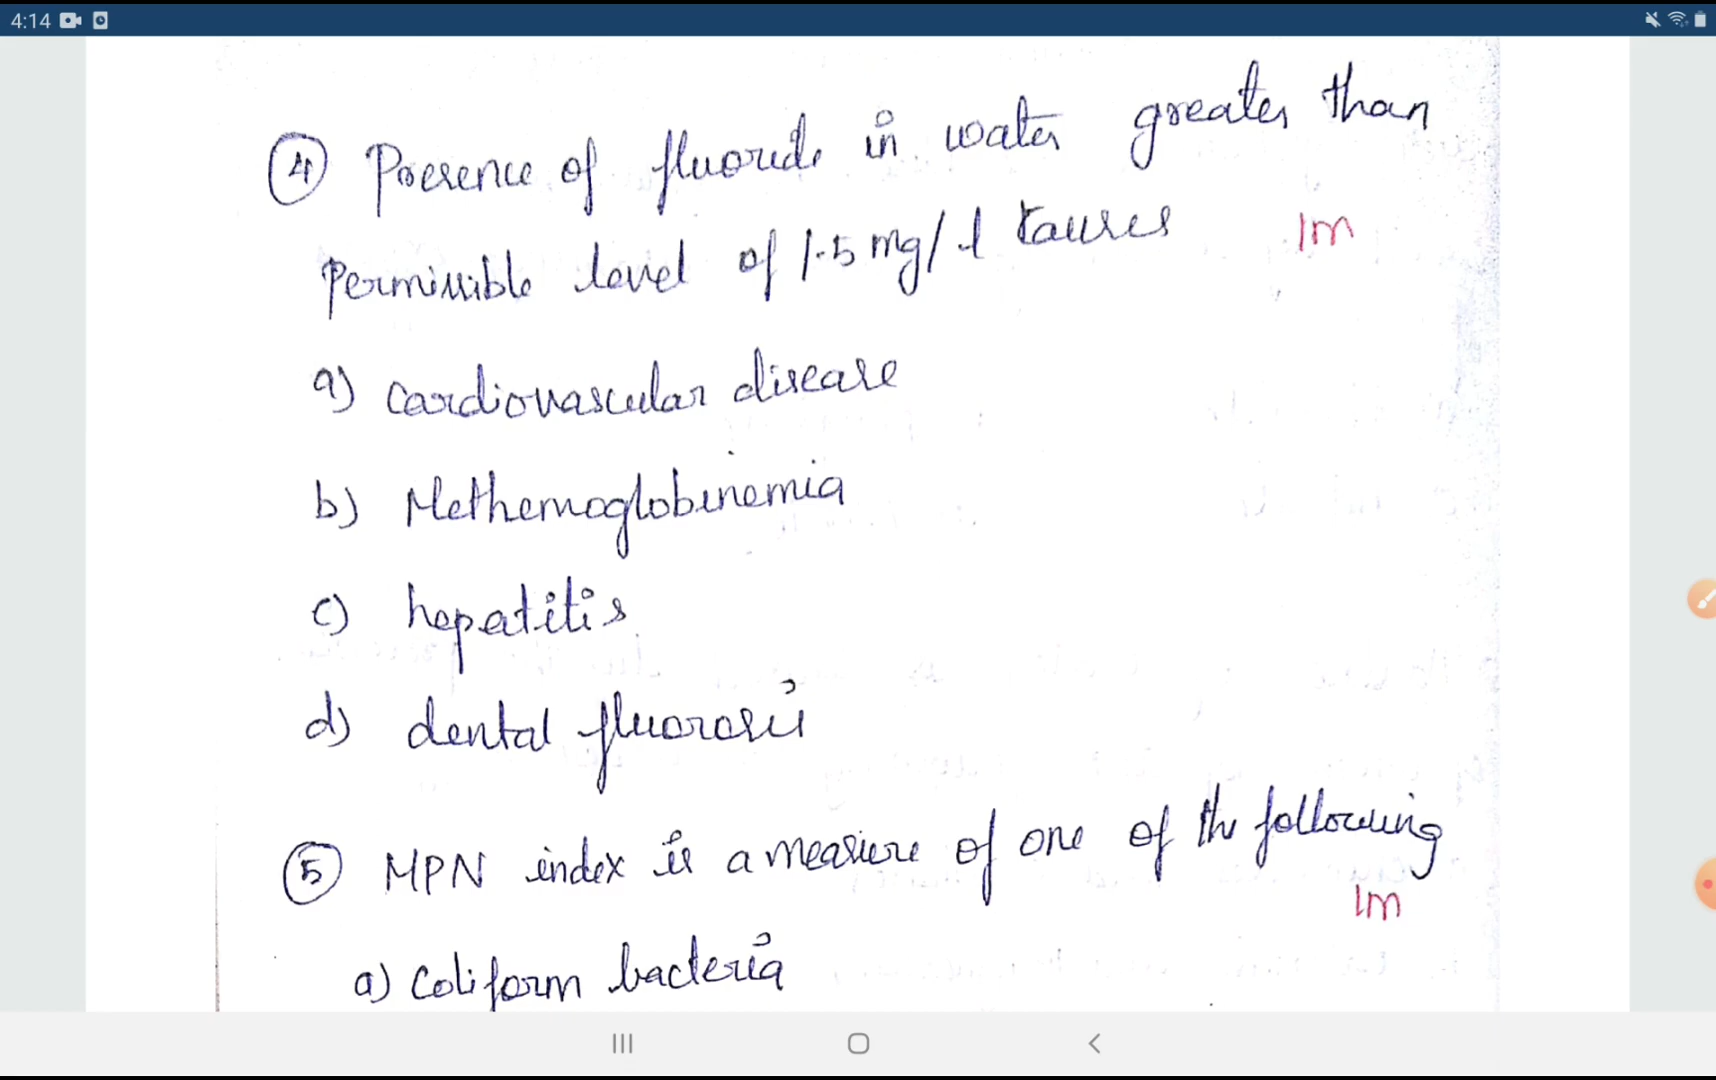 4:14
④ Presence of fluoride in water greater than
Permissible level of 1.5 mg/l causes 1m
a) cardiovascular disease
b) Methemoglobinemia
c) hepatitis
d) dental fluorosis
⑤ MPN index is a measure of one of the following
1m
a) coliform bacteria